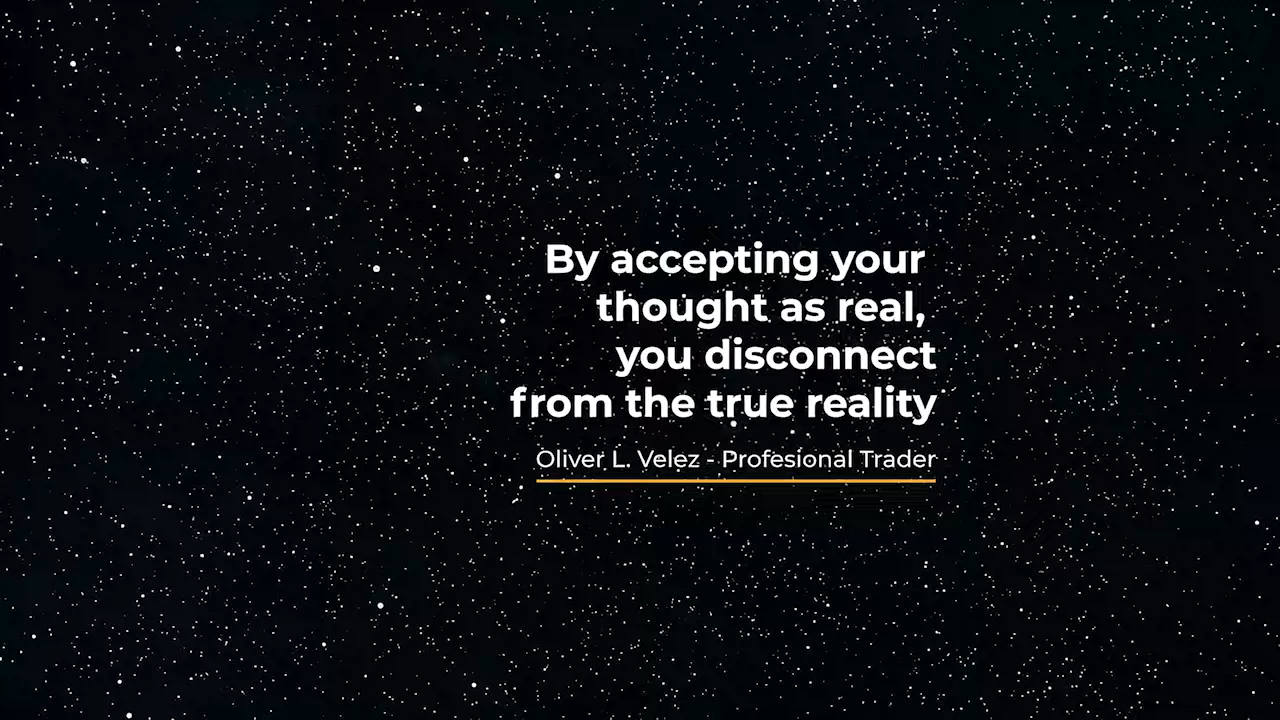 By accepting your
thought as real,
you disconnect
from the true reality
Oliver L. Velez - Profesional Trader